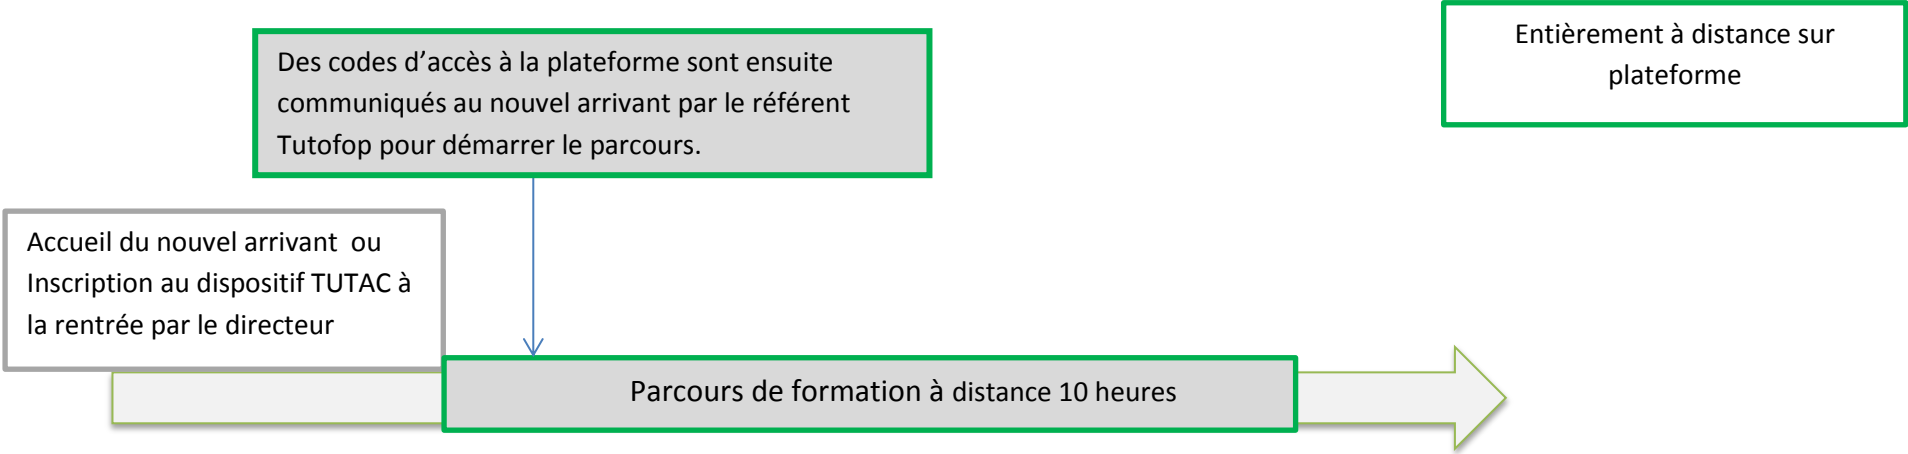 Entièrement à distance sur
plateforme
Des codes d’accès à la plateforme sont ensuite
communiqués au nouvel arrivant par le référent
Tutofop pour démarrer le parcours.
Accueil du nouvel arrivant  ou
Inscription au dispositif TUTAC à
la rentrée par le directeur
Parcours de formation à distance 10 heures